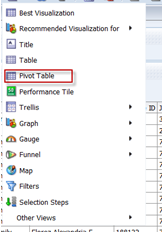 Best Visualization
Recommended Visualization for
Title
Table
Pivot Table
Performance Tile
Trellis
Graph
Gauge
Funnel
Map
Filters
Selection Steps
Other Views
ID